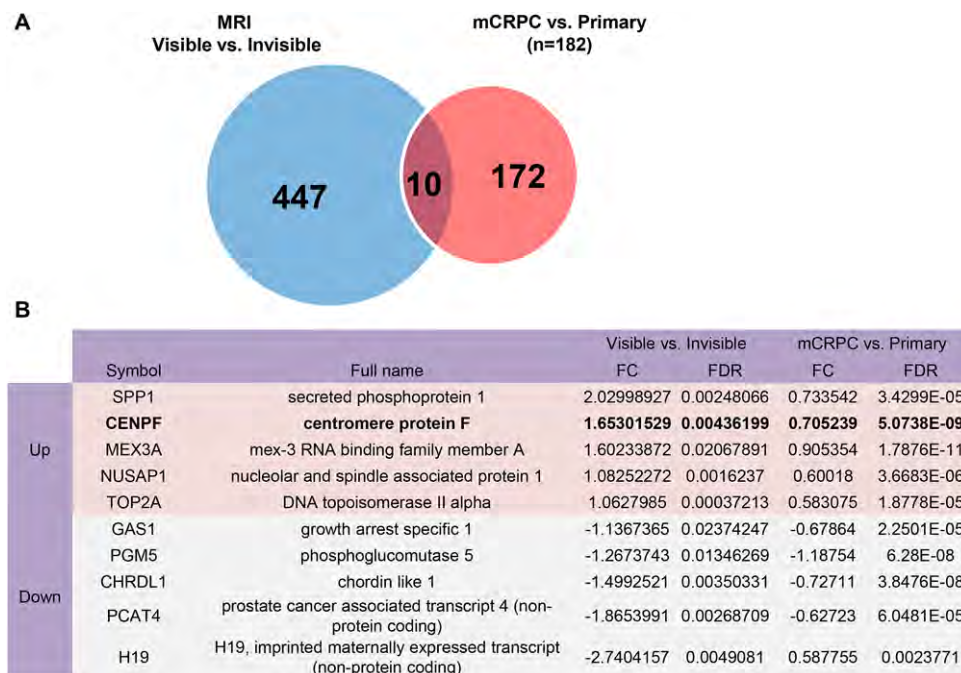 A
MRI
Visible vs. Invisible
mCRPC vs. Primary
(n=182)
447
10
172
B
Visible vs. Invisible mCRPC vs. Primary
Symbol Full name FC FDR FC FDR
Up
SPP1 secreted phosphoprotein 1 2.02998927 0.00248066 0.733542 3.4299E-05
CENPF centromere protein F 1.65301529 0.00436199 0.705239 5.0738E-09
MEX3A mex-3 RNA binding family member A 1.60233872 0.02067891 0.905354 1.7876E-11
NUSAP1 nucleolar and spindle associated protein 1 1.08252272 0.0016237 0.60018 3.6683E-06
TOP2A DNA topoisomerase II alpha 1.0627985 0.00037213 0.583075 1.8778E-05
Down
GAS1 growth arrest specific 1 -1.1367365 0.02374247 -0.67864 2.2501E-05
PGM5 phosphoglucomutase 5 -1.2673743 0.01346269 -1.18754 6.28E-08
CHRDL1 chordin like 1 -1.4992521 0.00350331 -0.72711 3.8476E-08
PCAT4 prostate cancer associated transcript 4 (non-
protein coding) -1.8653991 0.00268709 -0.62723 6.0481E-05
H19 H19, imprinted maternally expressed transcript
(non-protein coding) -2.7404157 0.0049081 0.587755 0.0023771